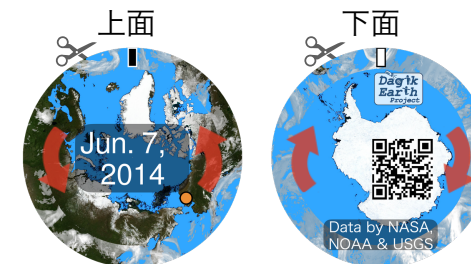 上面
下面
Jun. 7,
2014
Dagik
Earth
Project
Data by NASA,
NOAA & USGS